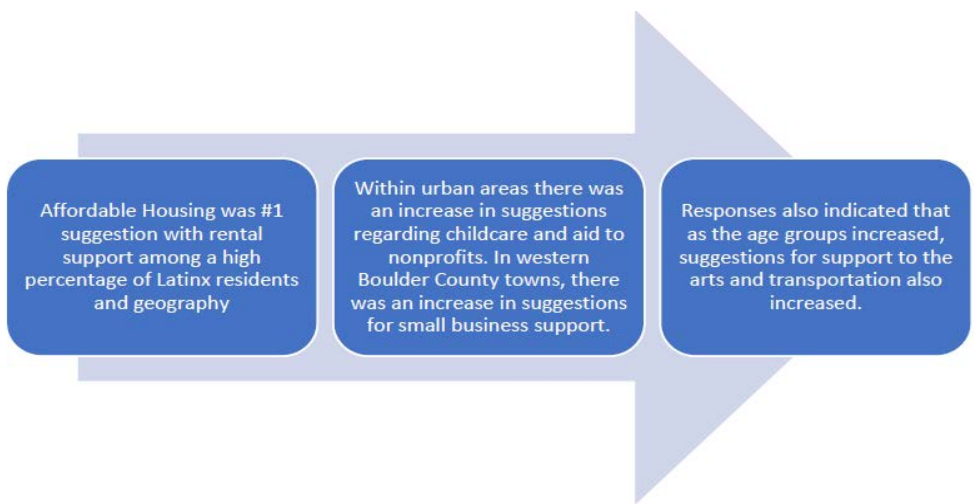 Affordable Housing was #1
suggestion with rental
support among a high
percentage of Latinx residents
and geography
Within urban areas there was
an increase in suggestions
regarding childcare and aid to
nonprofits. In western
Boulder County towns, there
was an increase in suggestions
for small business support.
Responses also indicated that
as the age groups increased,
suggestions for support to the
arts and transportation also
increased.